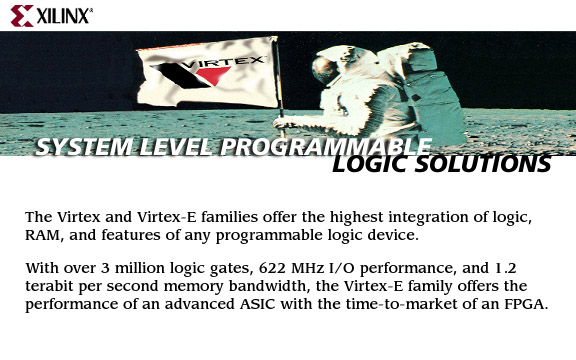 XILINX®
VIRTEX
SYSTEM LEVEL PROGRAMMABLE
LOGIC SOLUTIONS
The Virtex and Virtex-E families offer the highest integration of logic,
RAM, and features of any programmable logic device.
With over 3 million logic gates, 622 MHz I/O performance, and 1.2
terabit per second memory bandwidth, the Virtex-E family offers the
performance of an advanced ASIC with the time-to-market of an FPGA.